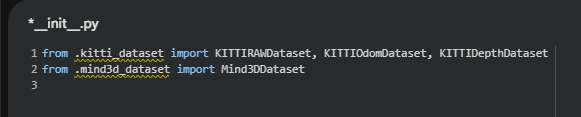 *__init__.py
1 from .kitti_dataset import KITTIRAWDataset, KITTIOdomDataset, KITTIDepthDataset
2 from .mind3d_dataset import Mind3DDataset
3